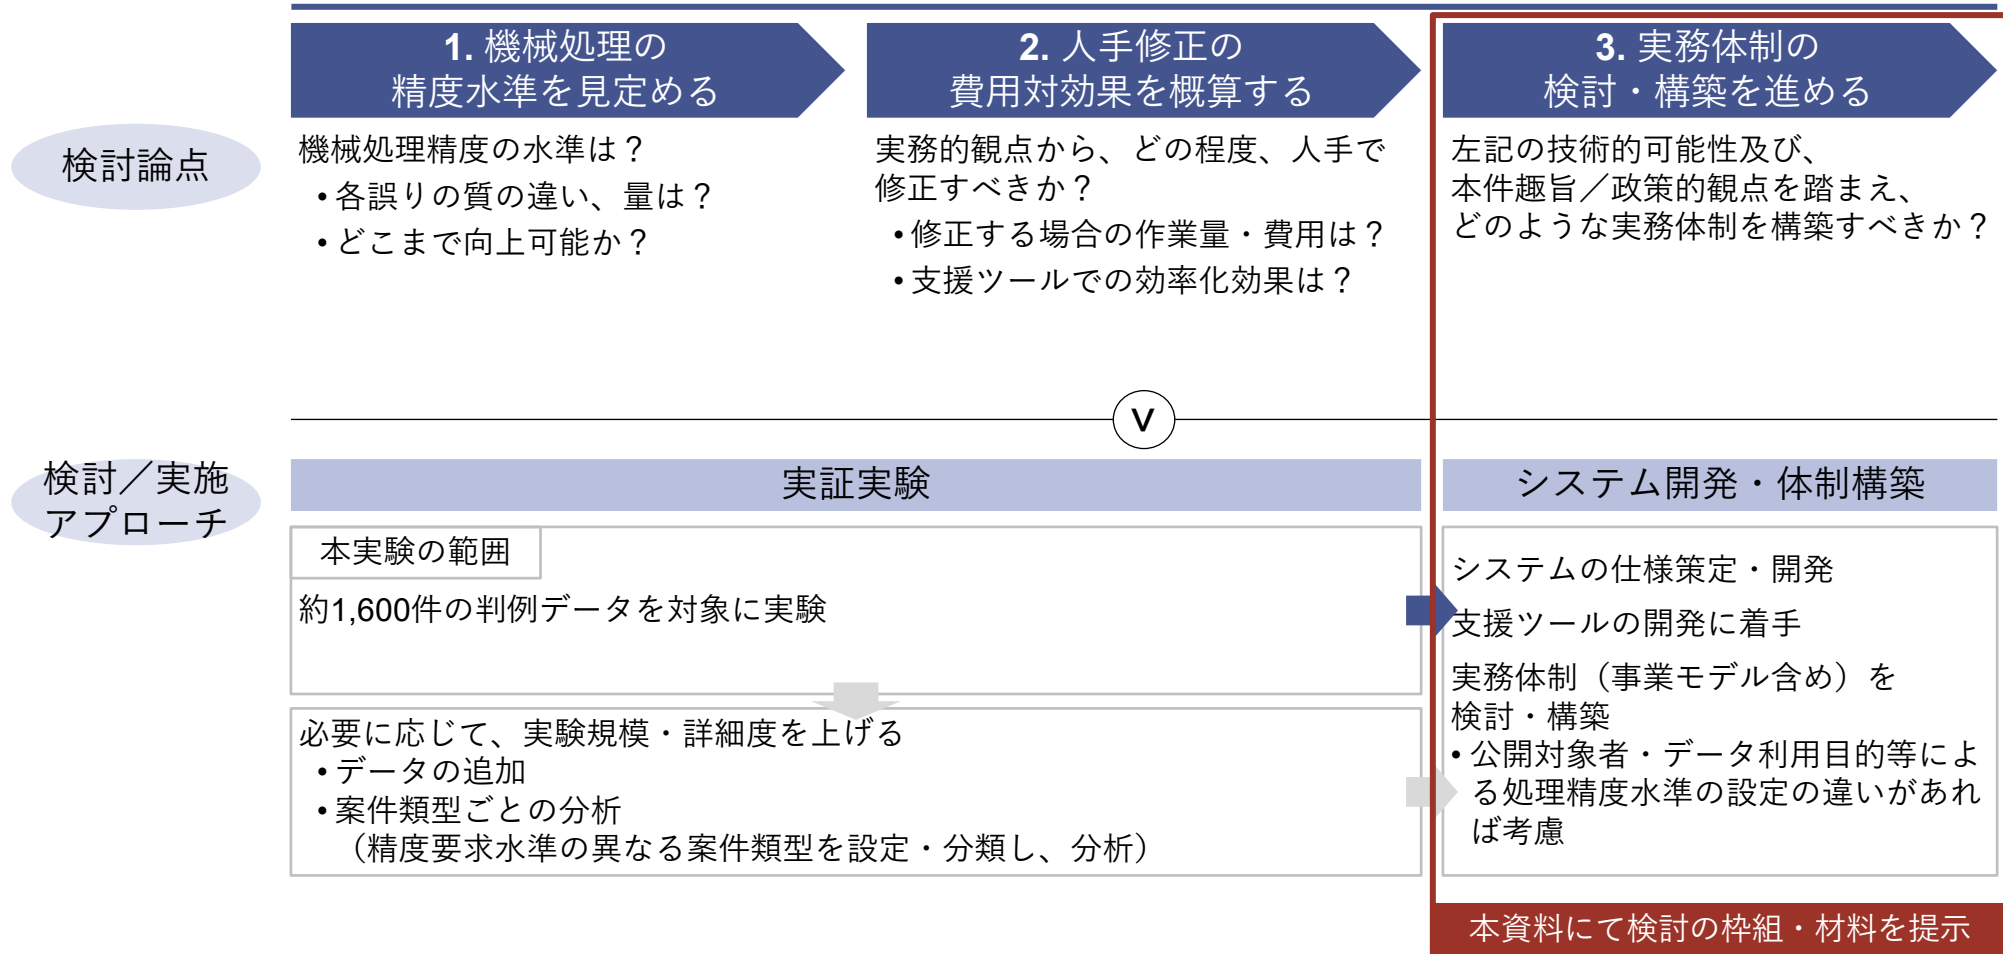 1. 機械処理の
精度水準を見定める
2. 人手修正の
費用対効果を概算する
3. 実務体制の
検討・構築を進める
検討論点
機械処理精度の水準は？
• 各誤りの質の違い、量は？
• どこまで向上可能か？
実務的観点から、どの程度、人手で
修正すべきか？
• 修正する場合の作業量・費用は？
• 支援ツールでの効率化効果は？
左記の技術的可能性及び、
本件趣旨／政策的観点を踏まえ、
どのような実務体制を構築すべきか？
V
検討／実施
アプローチ
実証実験
システム開発・体制構築
本実験の範囲
約1,600件の判例データを対象に実験
必要に応じて、実験規模・詳細度を上げる
• データの追加
• 案件類型ごとの分析
（精度要求水準の異なる案件類型を設定・分類し、分析）
システムの仕様策定・開発
支援ツールの開発に着手
実務体制（事業モデル含め）を
検討・構築
• 公開対象者・データ利用目的等によ
る処理精度水準の設定の違いがあれ
ば考慮
本資料にて検討の枠組・材料を提示